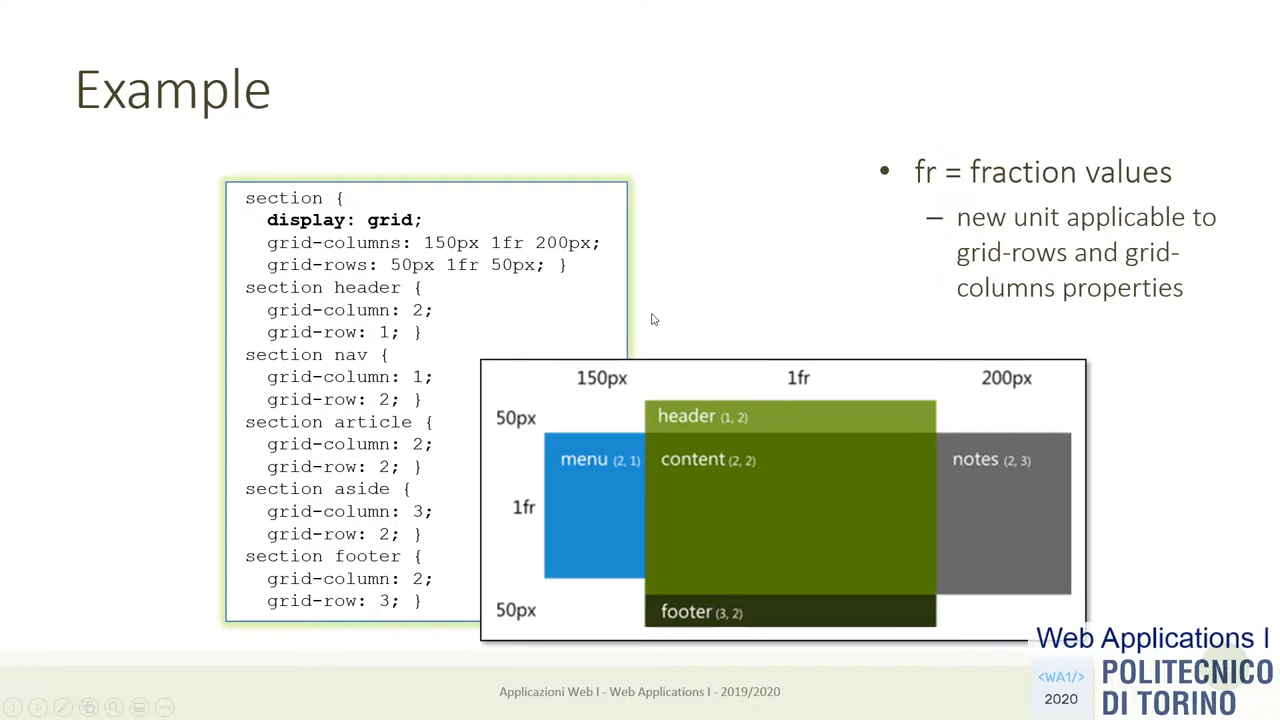 Example
section {
display: grid;
grid-columns: 150px 1fr 200px;
grid-rows: 50px 1fr 50px; }
section header {
grid-column: 2;
grid-row: 1; }
section nav {
grid-column: 1;
grid-row: 2; }
section article {
grid-column: 2;
grid-row: 2; }
section aside {
grid-column: 3;
grid-row: 2; }
section footer {
grid-column: 2;
grid-row: 3; }
• fr = fraction values
– new unit applicable to
grid-rows and grid-
columns properties
150px 1fr 200px
50px header (1, 2)
menu (2, 1) content (2, 2) notes (2, 3)
1fr
50px footer (3, 2)
Applicazioni Web I - Web Applications I - 2019/2020
Web Applications I
<WA1/>
2020
POLITECNICO
DI TORINO